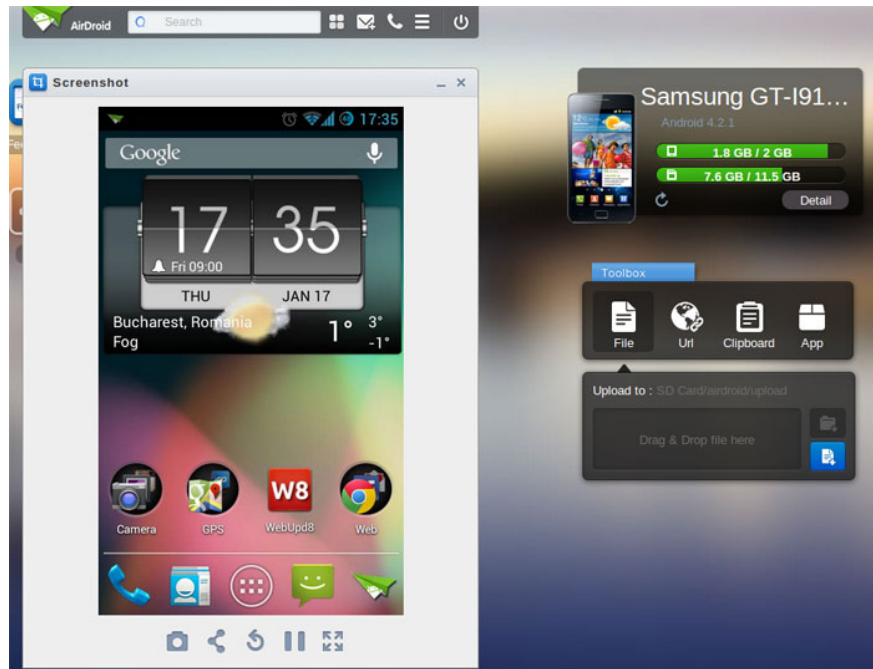 AirDroid
Search
Screenshot
17:35
Google
17 35
Fri 09:00
THU JAN 17
Bucharest, Romania
Fog
1° 3°
-1°
W8
Camera GPS WebUpd8 Web
Samsung GT-I91...
Android 4.2.1
1.8 GB / 2 GB
7.6 GB / 11.5 GB
Detail
Toolbox
File Url Clipboard App
Upload to : SD Card/airdroid/upload
Drag & Drop file here